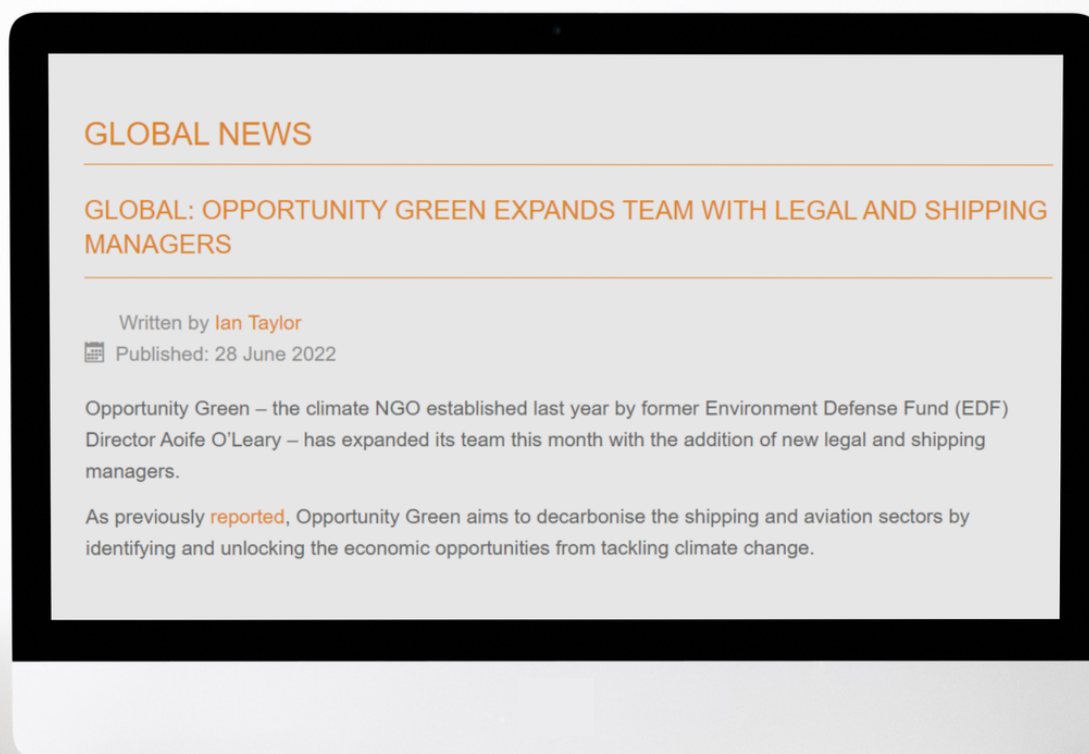 GLOBAL NEWS
GLOBAL: OPPORTUNITY GREEN EXPANDS TEAM WITH LEGAL AND SHIPPING
MANAGERS
Written by Ian Taylor
Published: 28 June 2022
Opportunity Green – the climate NGO established last year by former Environment Defense Fund (EDF)
Director Aoife O'Leary – has expanded its team this month with the addition of new legal and shipping
managers.
As previously reported, Opportunity Green aims to decarbonise the shipping and aviation sectors by
identifying and unlocking the economic opportunities from tackling climate change.